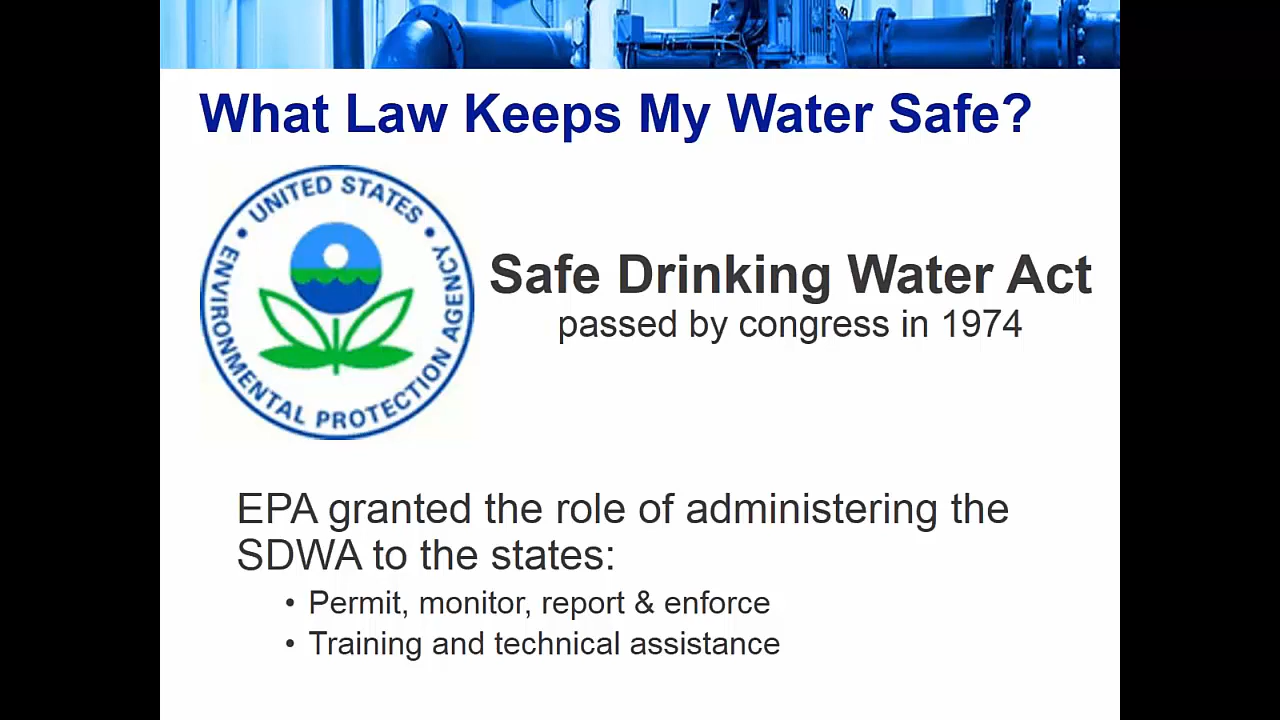 What Law Keeps My Water Safe?
UNITED STATES
ENVIRONMENTAL PROTECTION AGENCY
Safe Drinking Water Act
passed by congress in 1974
EPA granted the role of administering the
SDWA to the states:
• Permit, monitor, report & enforce
• Training and technical assistance